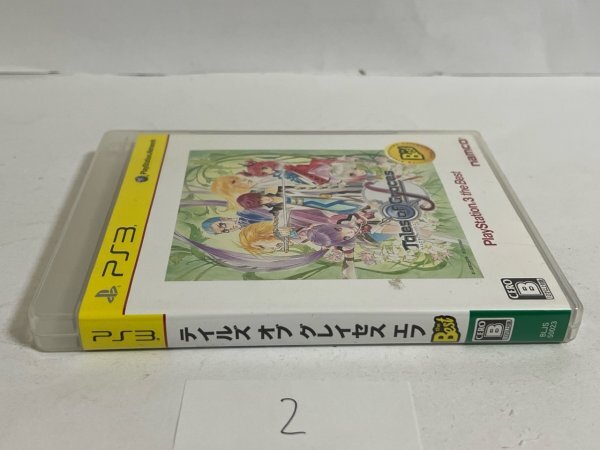 PlayStation Network
PS3
Tales of Graces f
the Best
PlayStation 3 the Best
namco
CERO
B
PS3
テイルズ オブ グレイセス エフ
the Best
CERO
B
BLJS
50023
2